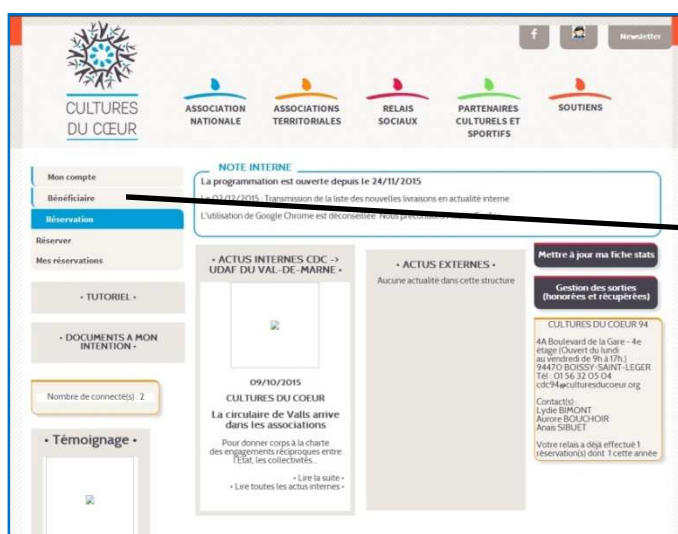 f
Newsletter
CULTURES
DU CŒUR
ASSOCIATION
NATIONALE
ASSOCIATIONS
TERRITORIALES
RELAIS
SOCIAUX
PARTENAIRES
CULTURELS ET
SPORTIFS
SOUTIENS
Mon compte
Bénéficiaire
Réservation
Réserver
Mes réservations
• TUTORIEL •
• DOCUMENTS A MON
INTENTION •
Nombre de connecté(s) : 2
• Témoignage •
NOTE INTERNE
La programmation est ouverte depuis le 24/11/2015
02/12/2015 : Transmission de la liste des nouvelles livraisons en actualité interne
L'utilisation de Google Chrome est déconseillée. Nous
• ACTUS INTERNES CDC ->
UDAF DU VAL-DE-MARNE •
09/10/2015
CULTURES DU COEUR
La circulaire de Valls arrive
dans les associations
Pour donner corps à la charte
des engagements réciproques entre
l'Etat, les collectivités...
• Lire la suite •
• Lire toutes les actus internes •
• ACTUS EXTERNES •
Aucune actualité dans cette structure
Mettre à jour ma fiche stats
Gestion des sorties
(honorées et récupérées)
CULTURES DU COEUR 94
4A Boulevard de la Gare - 4e
étage (Ouvert du lundi
au vendredi de 9h à 17h.)
94470 BOISSY-SAINT-LEGER
Tél : 01 56 32 05 04
cdc94@culturesducoeur.org
Contact(s) :
Lydie BIMONT
Aurore BOUCHOIR
Anaïs SIBUET
Votre relais a déjà effectué 1
réservation(s) dont 1 cette année